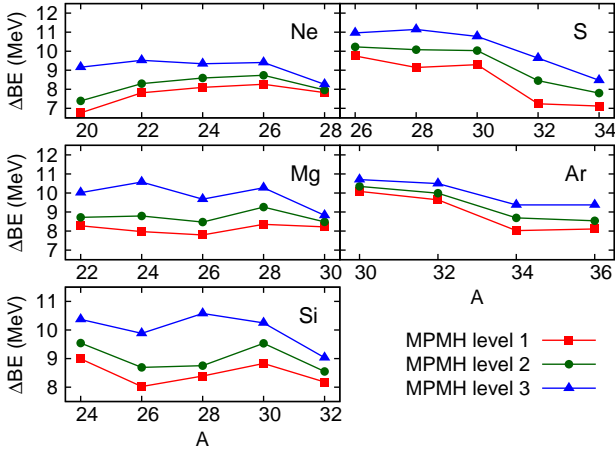 Ne
ΔBE (MeV)
12
11
10
9
8
7
20 22 24 26 28
S
26 28 30 32 34
Mg
ΔBE (MeV)
12
11
10
9
8
7
22 24 26 28 30
Ar
30 32 34 36
A
Si
ΔBE (MeV)
11
10
9
8
24 26 28 30 32
A
MPMH level 1
MPMH level 2
MPMH level 3